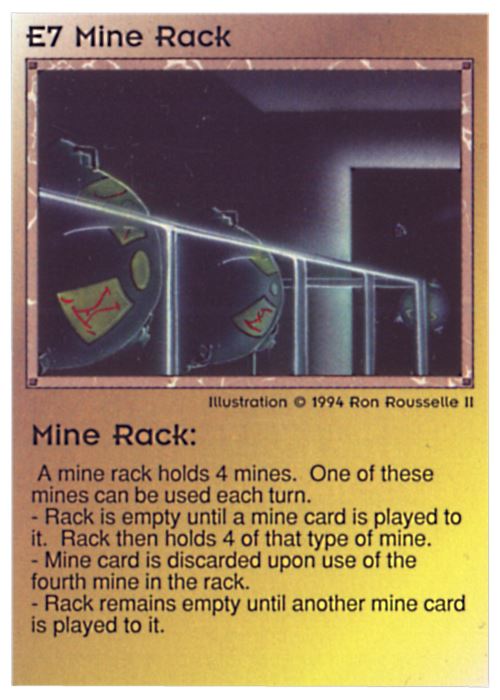 E7 Mine Rack
Illustration © 1994 Ron Rousselle II
Mine Rack:
A mine rack holds 4 mines.  One of these
mines can be used each turn.
- Rack is empty until a mine card is played to
it.  Rack then holds 4 of that type of mine.
- Mine card is discarded upon use of the
fourth mine in the rack.
- Rack remains empty until another mine card
is played to it.